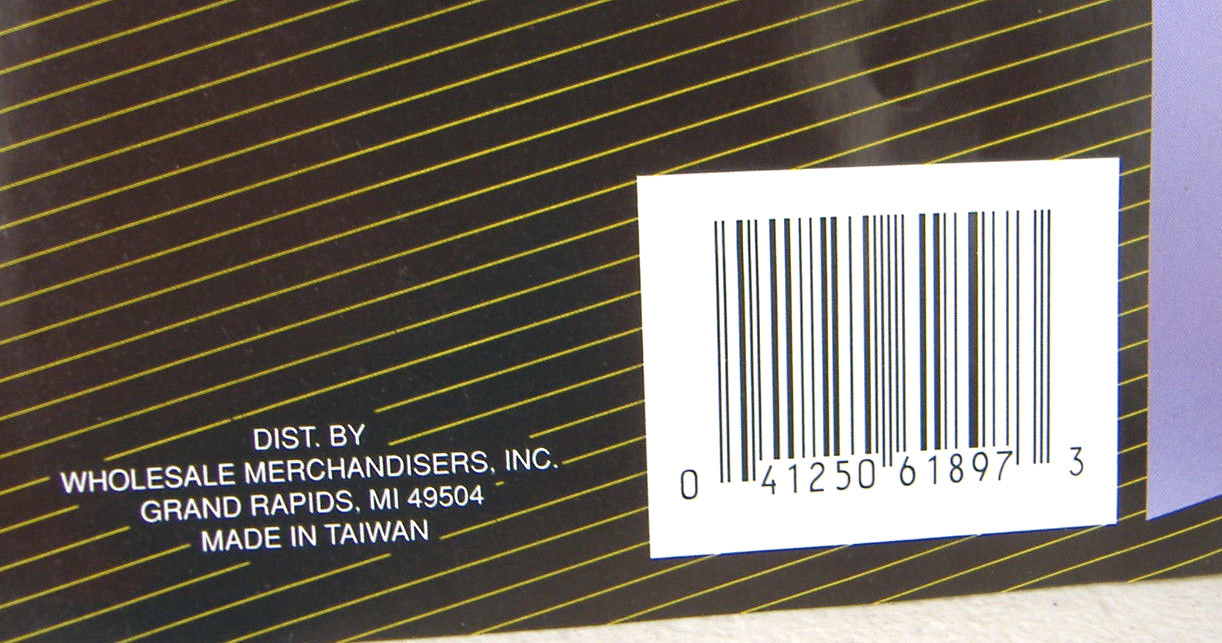 DIST. BY
WHOLESALE MERCHANDISERS, INC.
GRAND RAPIDS, MI 49504
MADE IN TAIWAN
0 41250 61897 3